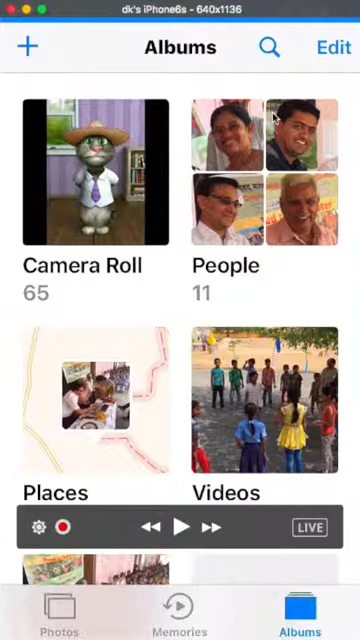 dk's iPhone6s - 640x1136
Albums
Edit
Camera Roll
65
People
11
Places
Videos
LIVE
Photos
Memories
Albums